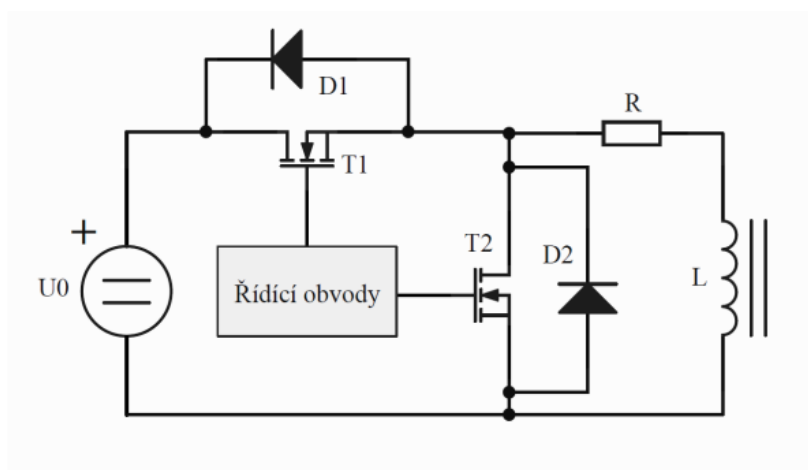 D1
R
T1
+
U0
Řídící obvody
T2
D2
L